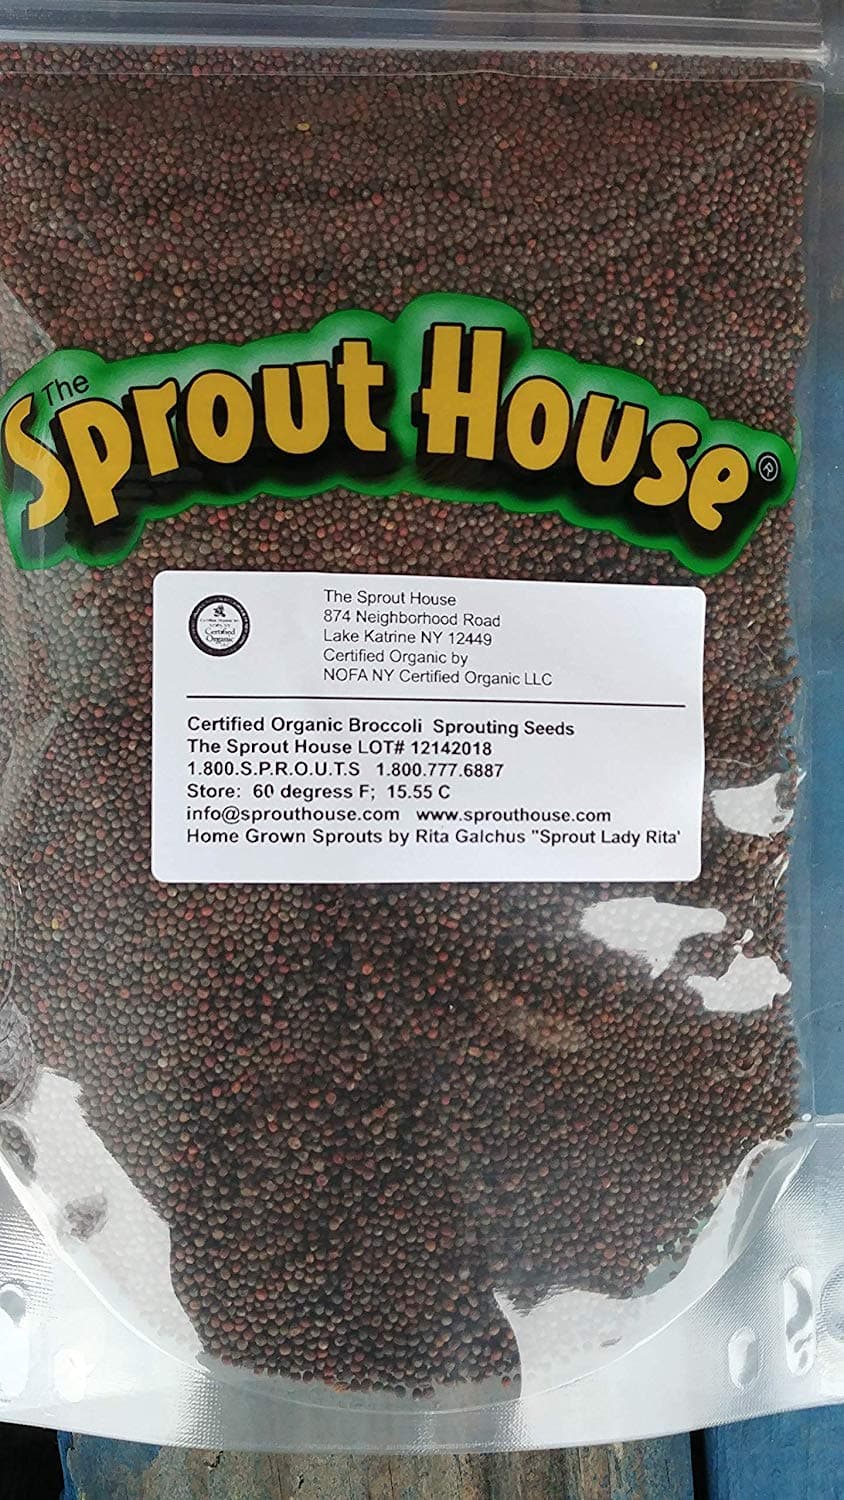 The
Sprout House®
Certified
Organic
The Sprout House
874 Neighborhood Road
Lake Katrine NY 12449
Certified Organic by
NOFA NY Certified Organic LLC
Certified Organic Broccoli Sprouting Seeds
The Sprout House LOT# 12142018
1.800.S.P.R.O.U.T.S 1.800.777.6887
Store: 60 degress F; 15.55 C
info@sprouthouse.com www.sprouthouse.com
Home Grown Sprouts by Rita Galchus "Sprout Lady Rita'